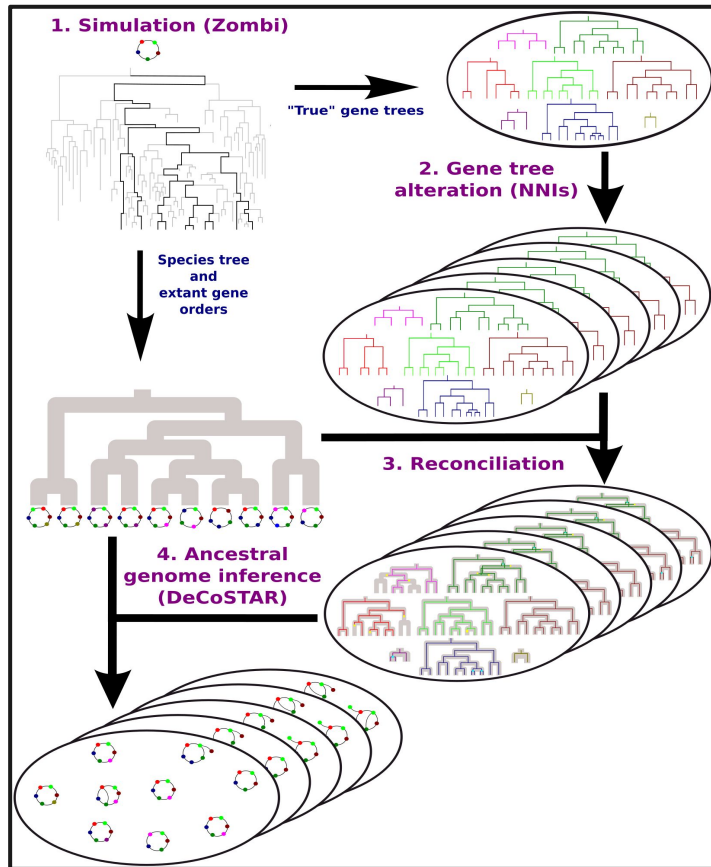 1. Simulation (Zombi)
"True" gene trees
2. Gene tree
alteration (NNIs)
Species tree
and
extant gene
orders
3. Reconciliation
4. Ancestral
genome inference
(DeCoSTAR)